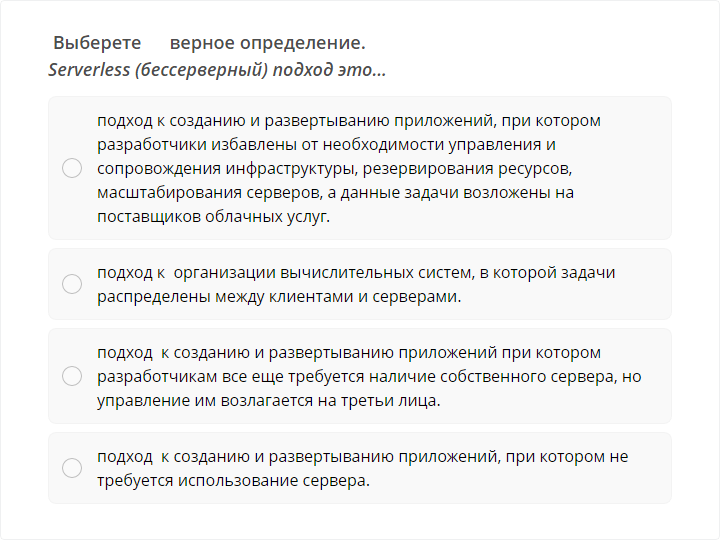 Выберете верное определение.
Serverless (бессерверный) подход это...
подход к созданию и развертыванию приложений, при котором
разработчики избавлены от необходимости управления и
сопровождения инфраструктуры, резервирования ресурсов,
масштабирования серверов, а данные задачи возложены на
поставщиков облачных услуг.
подход к организации вычислительных систем, в которой задачи
распределены между клиентами и серверами.
подход к созданию и развертыванию приложений при котором
разработчикам все еще требуется наличие собственного сервера, но
управление им возлагается на третьи лица.
подход к созданию и развертыванию приложений, при котором не
требуется использование сервера.